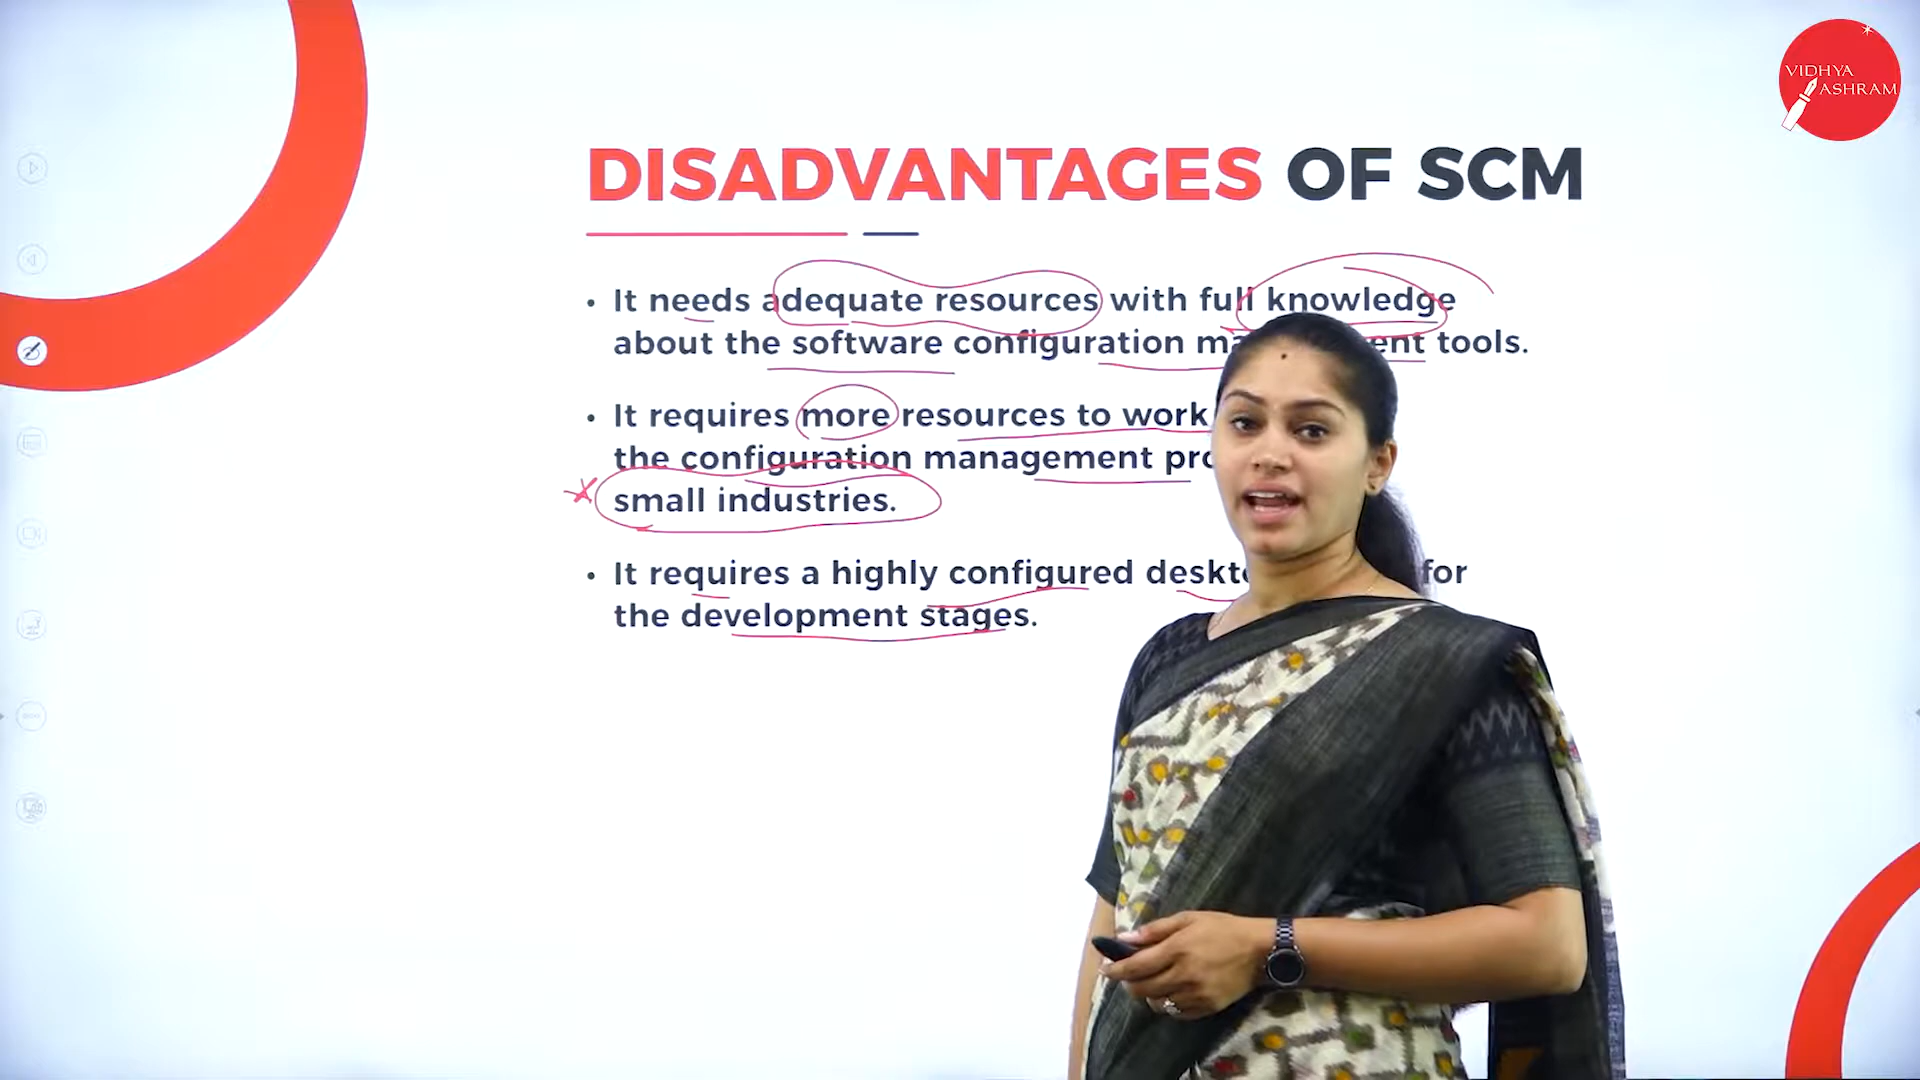 VIDHYA
ASHRAM
DISADVANTAGES OF SCM
• It needs adequate resources with full knowledge
about the software configuration ent tools.
• It requires more resources to work
the configuration management
small industries.
• It requires a highly configured for
the development stages.